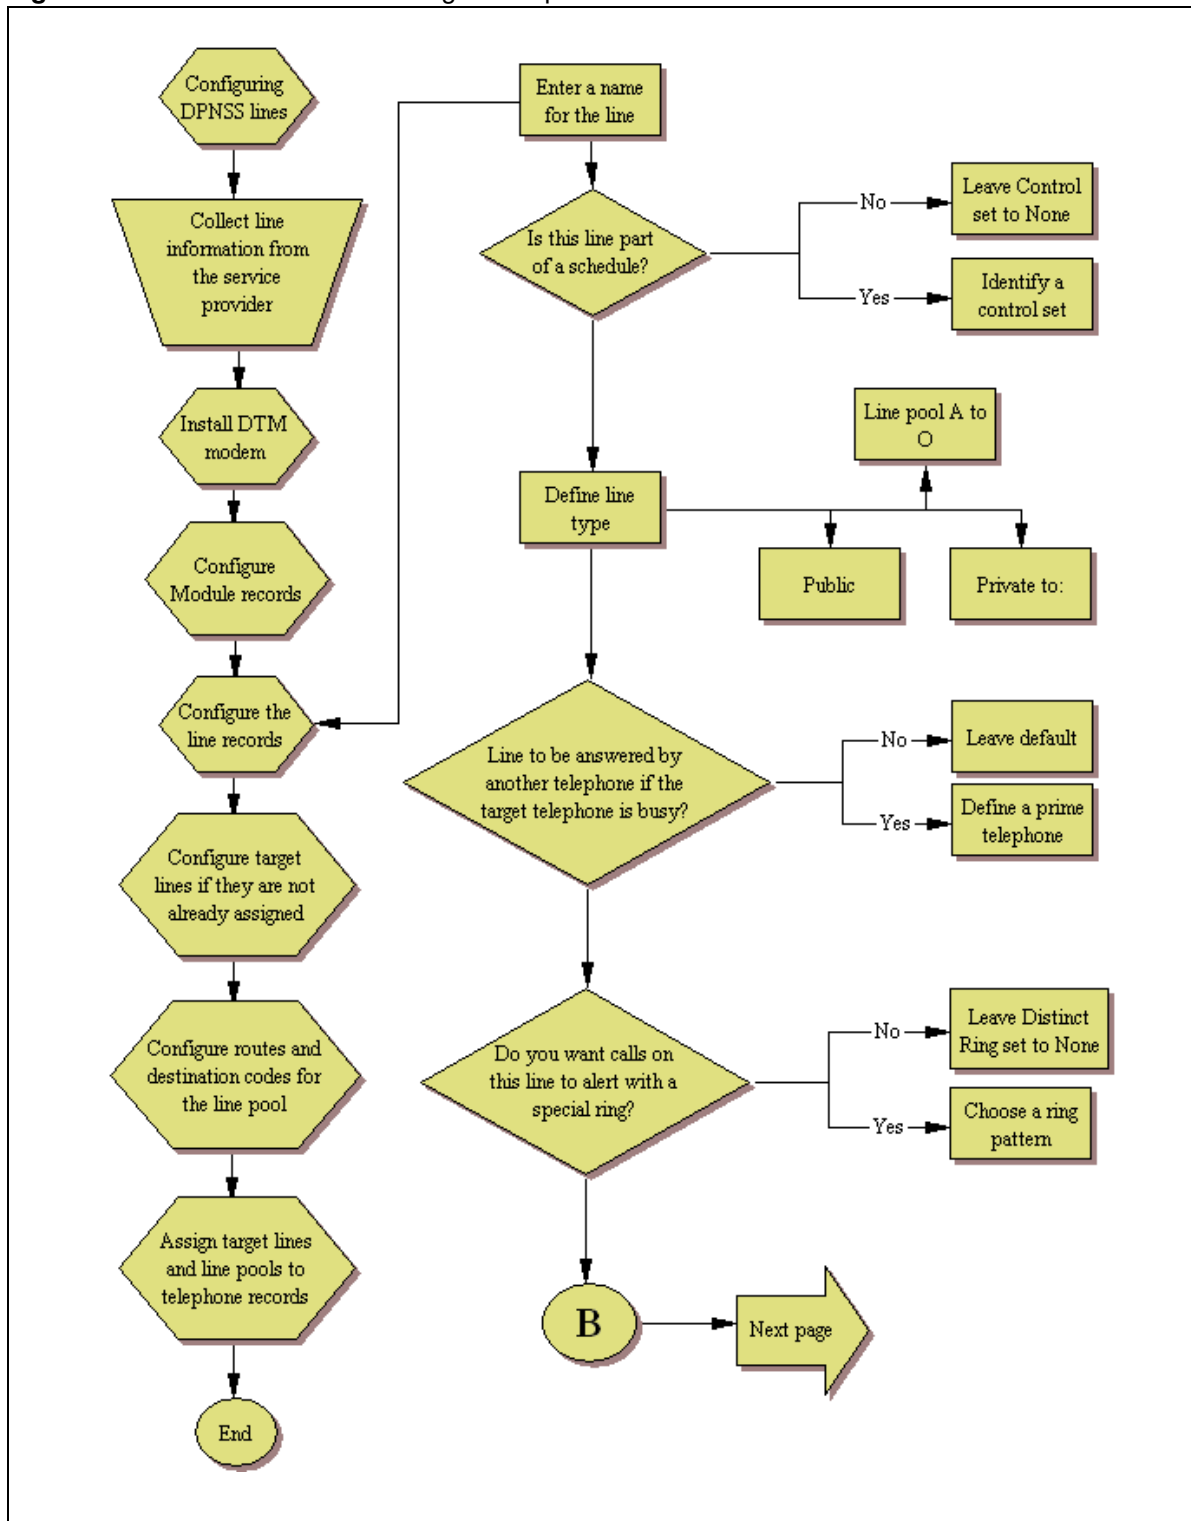 Configuring
DPNSS lines
Collect line
information from
the service
provider
Install DTM
modem
Configure
Module records
Configure the
line records
Configure target
lines if they are not
already assigned
Configure routes and
destination codes for
the line pool
Assign target lines
and line pools to
telephone records
End
Enter a name
for the line
Is this line part
of a schedule?
No
Leave Control
set to None
Yes
Identify a
control set
Define line
type
Line pool A to
O
Public
Private to:
Line to be answered by
another telephone if the
target telephone is busy?
No
Leave default
Yes
Define a prime
telephone
Do you want calls on
this line to alert with a
special ring?
No
Leave Distinct
Ring set to None
Yes
Choose a ring
pattern
B
Next page